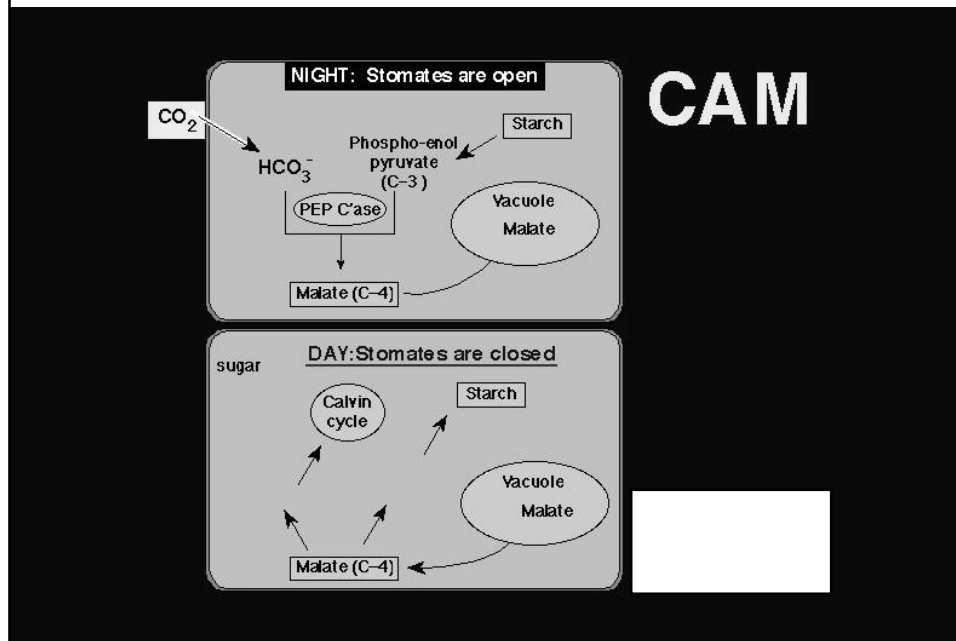 NIGHT: Stomates are open
CAM
CO2
Starch
Phospho-enol
pyruvate
(C-3)
HCO3-
PEP C'ase
Vacuole
Malate
Malate (C-4)
DAY:Stomates are closed
sugar
Calvin
cycle
Starch
Vacuole
Malate
Malate (C-4)